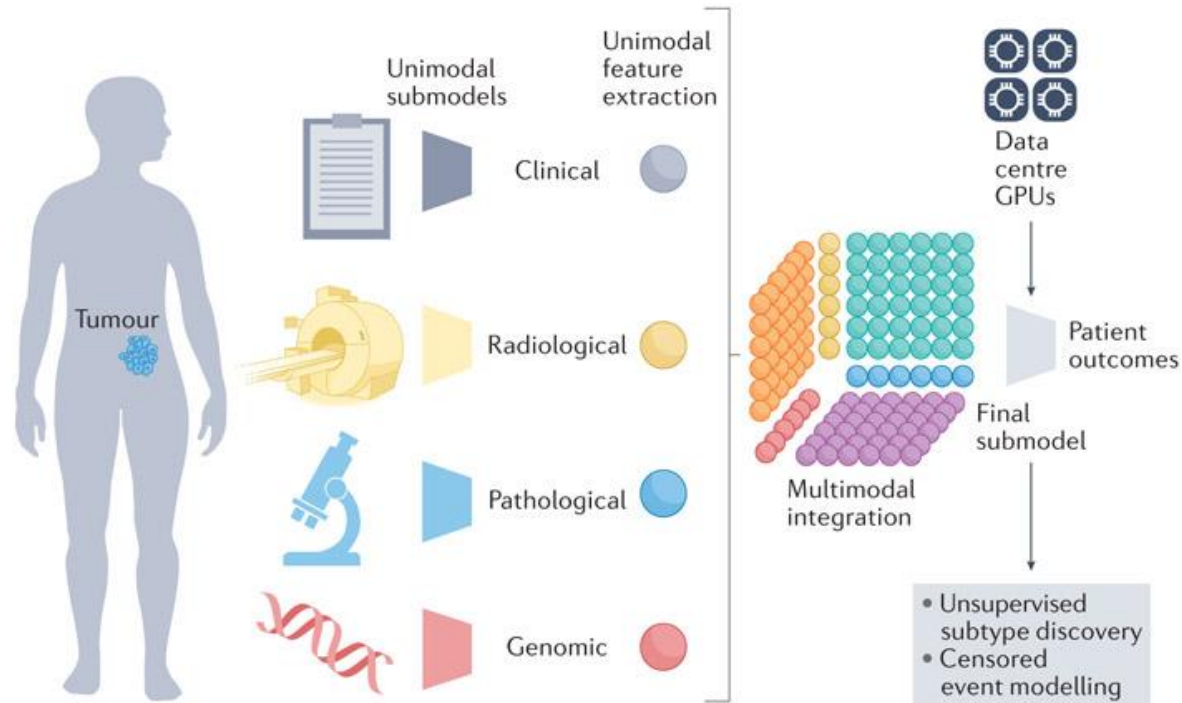 Unimodal
submodels
Unimodal
feature
extraction
Clinical
Tumour
Radiological
Pathological
Genomic
Multimodal
integration
Data
centre
GPUs
Patient
outcomes
Final
submodel
• Unsupervised
subtype discovery
• Censored
event modelling